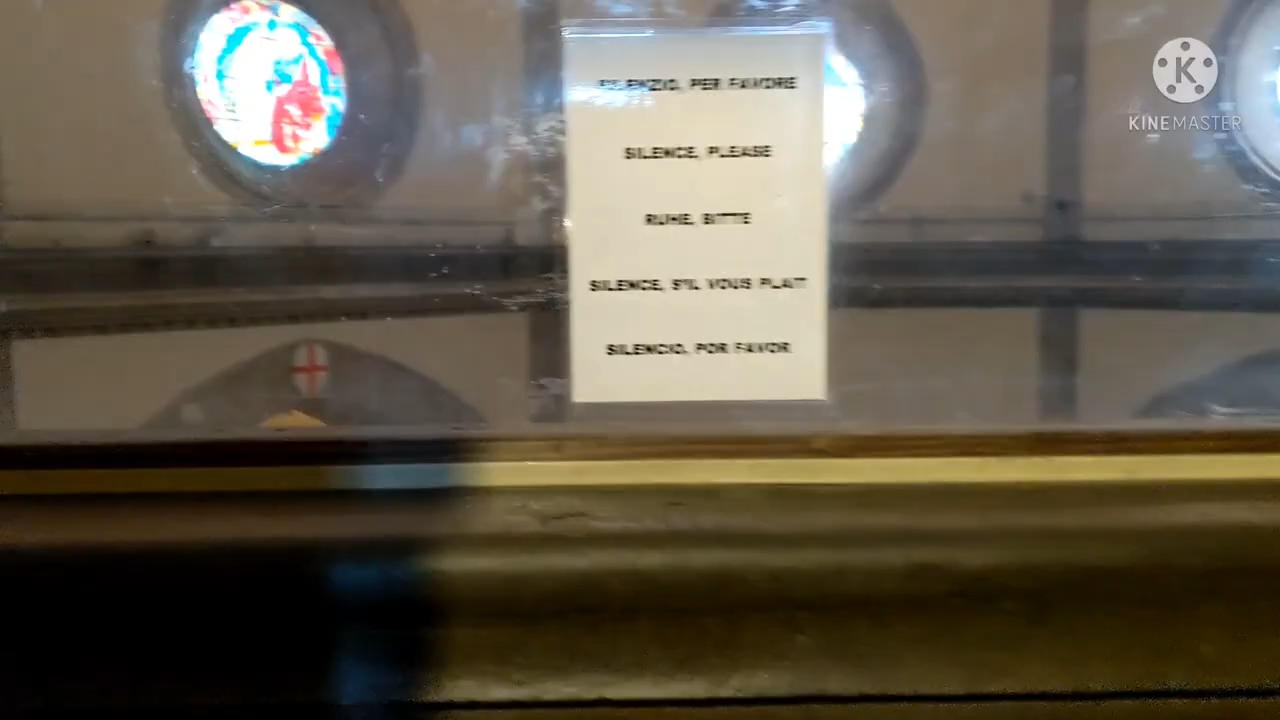 SILENZIO, PER FAVORE
SILENCE, PLEASE
RUHE, BITTE
SILENCE, S'IL VOUS PLAIT
SILENCIO, POR FAVOR
K
KINEMASTER